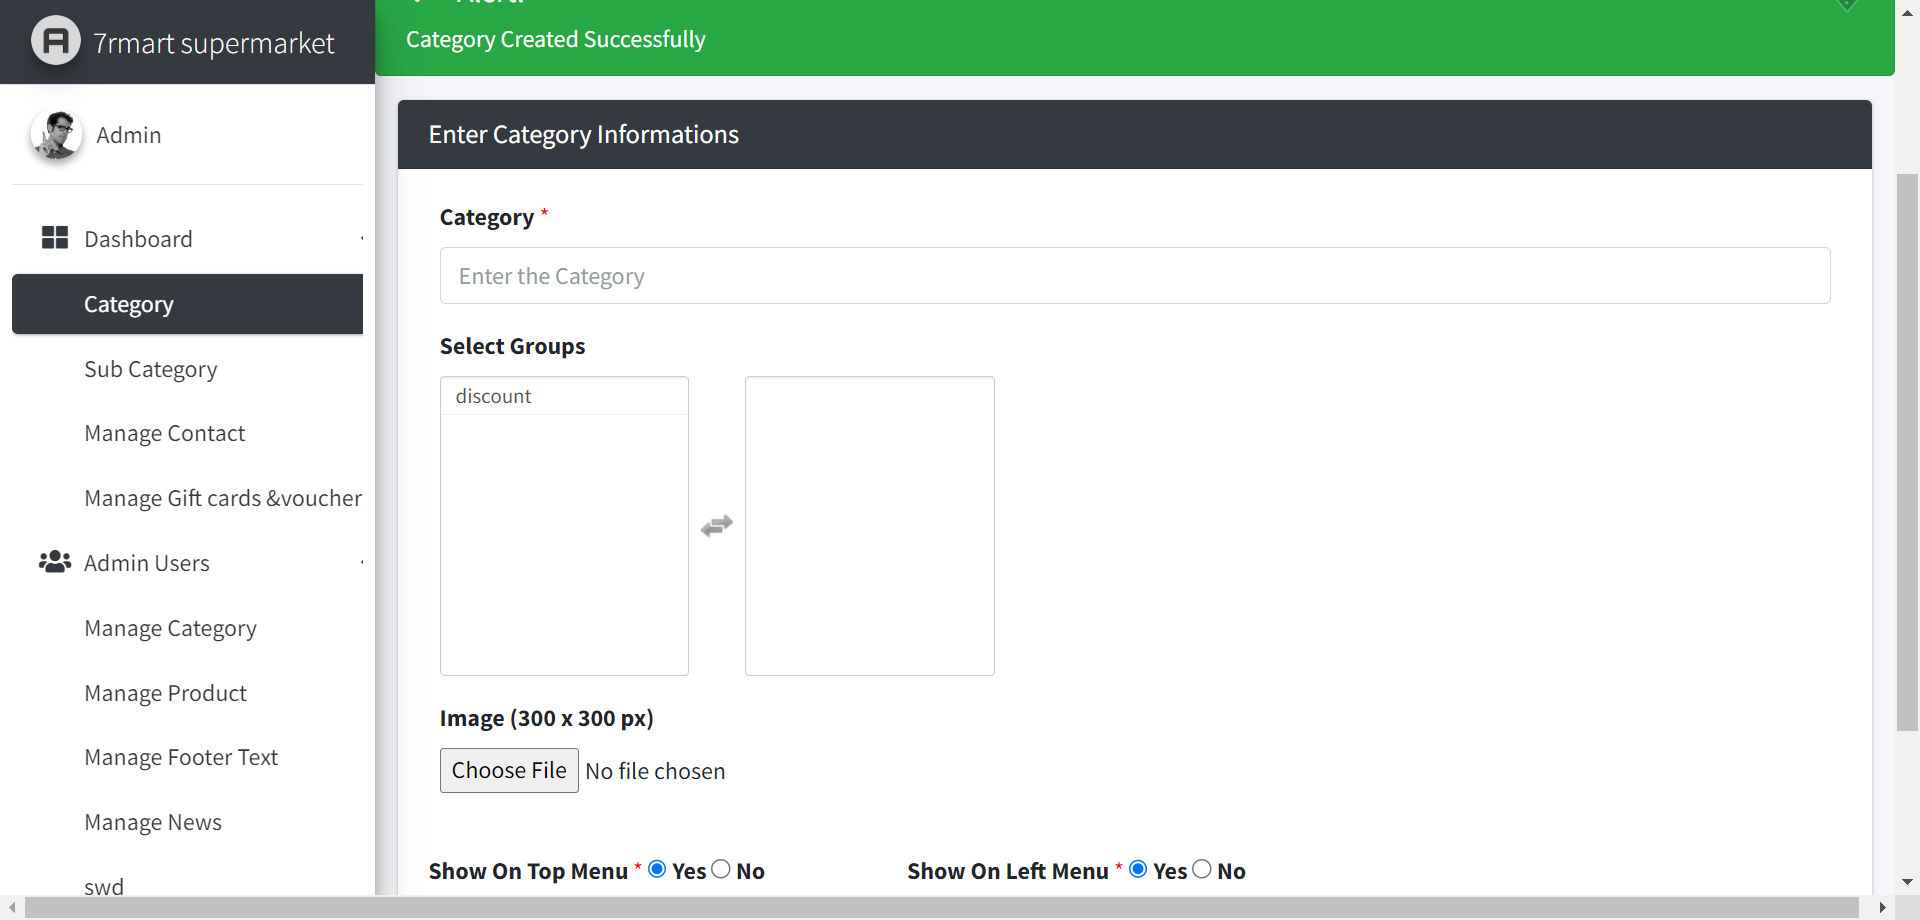 7rmart supermarket
Alert!
Category Created Successfully
Admin
Dashboard
Category
Sub Category
Manage Contact
Manage Gift cards &voucher
Admin Users
Manage Category
Manage Product
Manage Footer Text
Manage News
swd
Enter Category Informations
Category *
Enter the Category
Select Groups
discount
Image (300 x 300 px)
Choose File No file chosen
Show On Top Menu * Yes No Show On Left Menu * Yes No